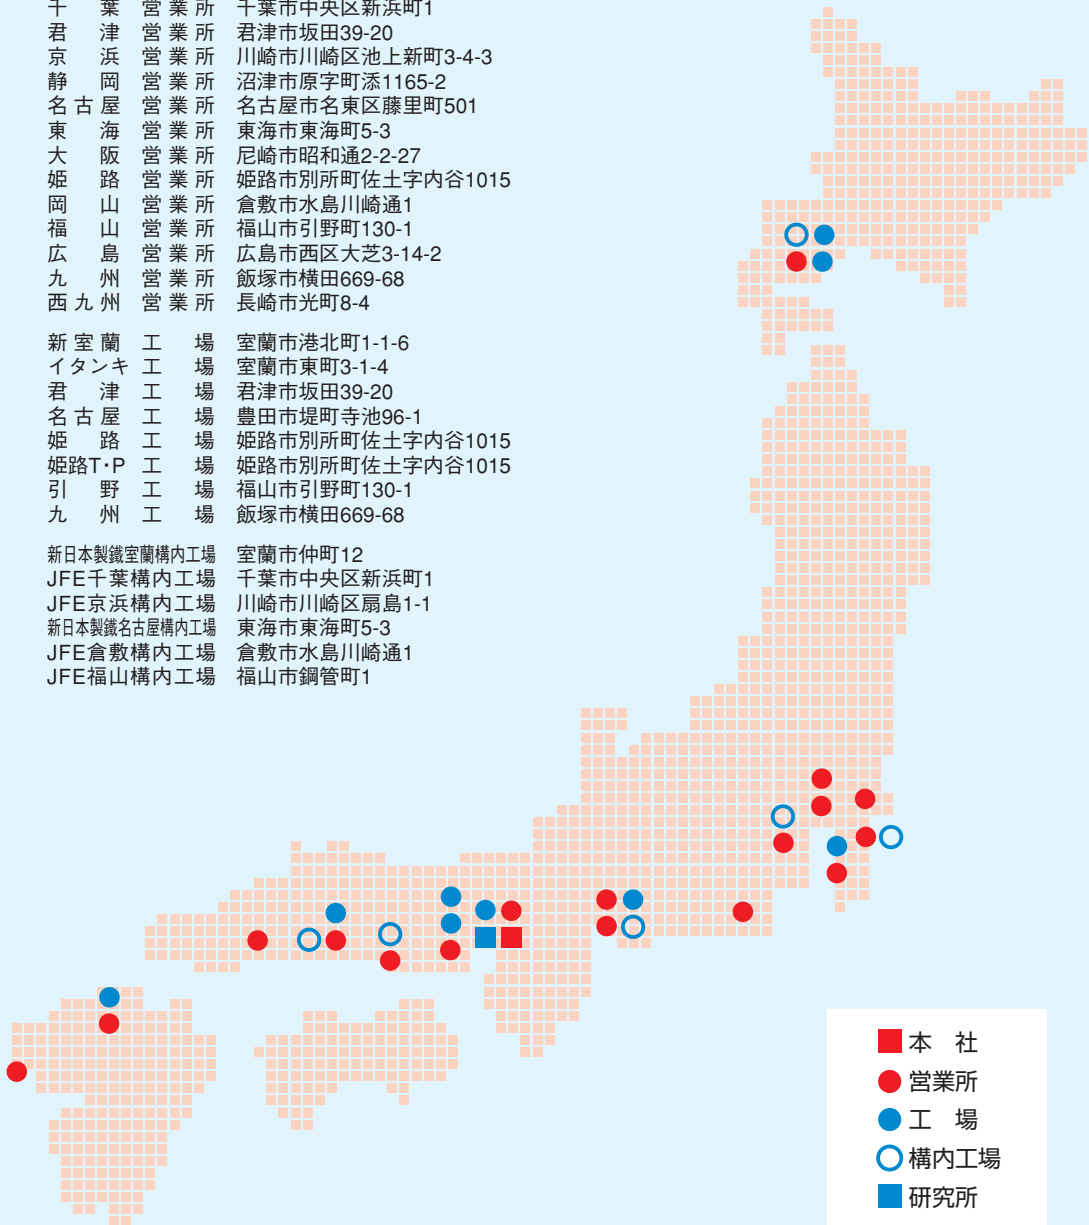 千葉営業所 千葉市中央区新浜町1
君津営業所 君津市坂田39-20
京浜営業所 川崎市川崎区池上新町3-4-3
静岡営業所 沼津市原字町添1165-2
名古屋営業所 名古屋市名東区藤里町501
東海営業所 東海市東海町5-3
大阪営業所 尼崎市昭和通2-2-27
姫路営業所 姫路市別所町佐土字内谷1015
岡山営業所 倉敷市水島川崎通1
福山営業所 福山市引野町130-1
広島営業所 広島市西区大芝3-14-2
九州営業所 飯塚市横田669-68
西九州営業所 長崎市光町8-4
新室蘭工場 室蘭市港北町1-1-6
イタンキ工場 室蘭市東町3-1-4
君津工場 君津市坂田39-20
名古屋工場 豊田市堤町寺池96-1
姫路工場 姫路市別所町佐土字内谷1015
姫路T・P工場 姫路市別所町佐土字内谷1015
引野工場 福山市引野町130-1
九州工場 飯塚市横田669-68
新日本製鐵室蘭構内工場 室蘭市仲町12
JFE千葉構内工場 千葉市中央区新浜町1
JFE京浜構内工場 川崎市川崎区扇島1-1
新日本製鐵名古屋構内工場 東海市東海町5-3
JFE倉敷構内工場 倉敷市水島川崎通1
JFE福山構内工場 福山市鋼管町1
本社
営業所
工場
構内工場
研究所